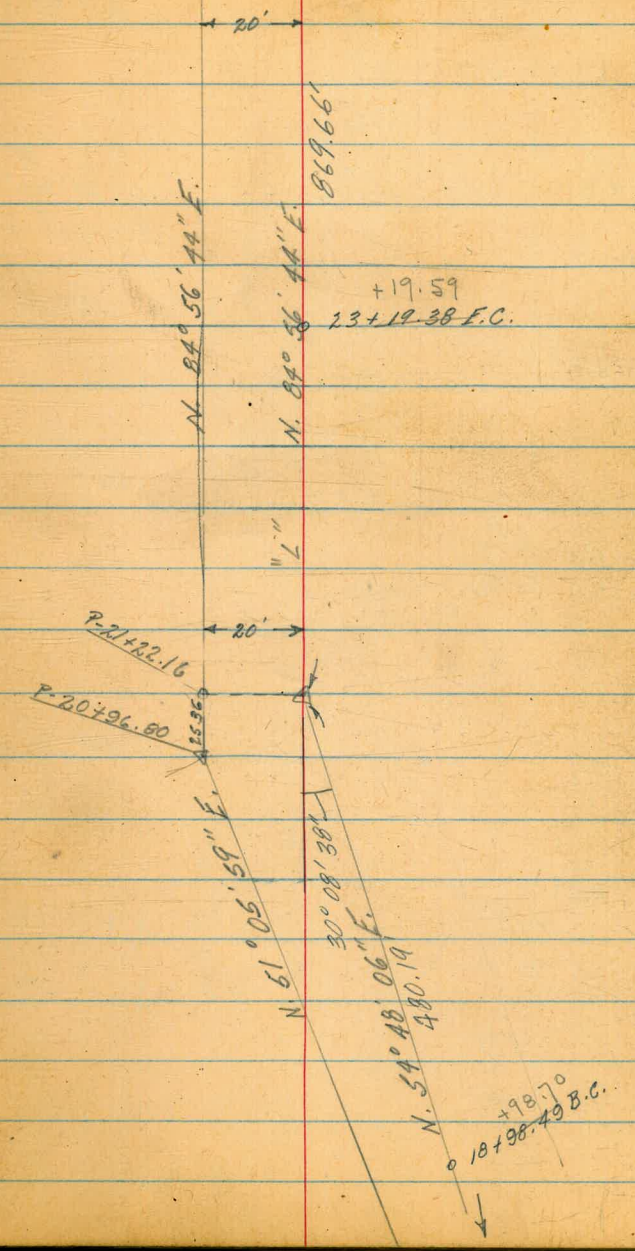 20'
869.66'
N. 84° 56' 44" E.
N. 84° 56' 44" E.
+19.59
23+19.38 E.C.
"L"
20'
P-21+22.16
P-20+96.80
25.36
N. 51° 05' 59" E.
30° 08' 38"
N. 54° 48' 06" E.
480.19
+98.70
18+98.49 B.C.